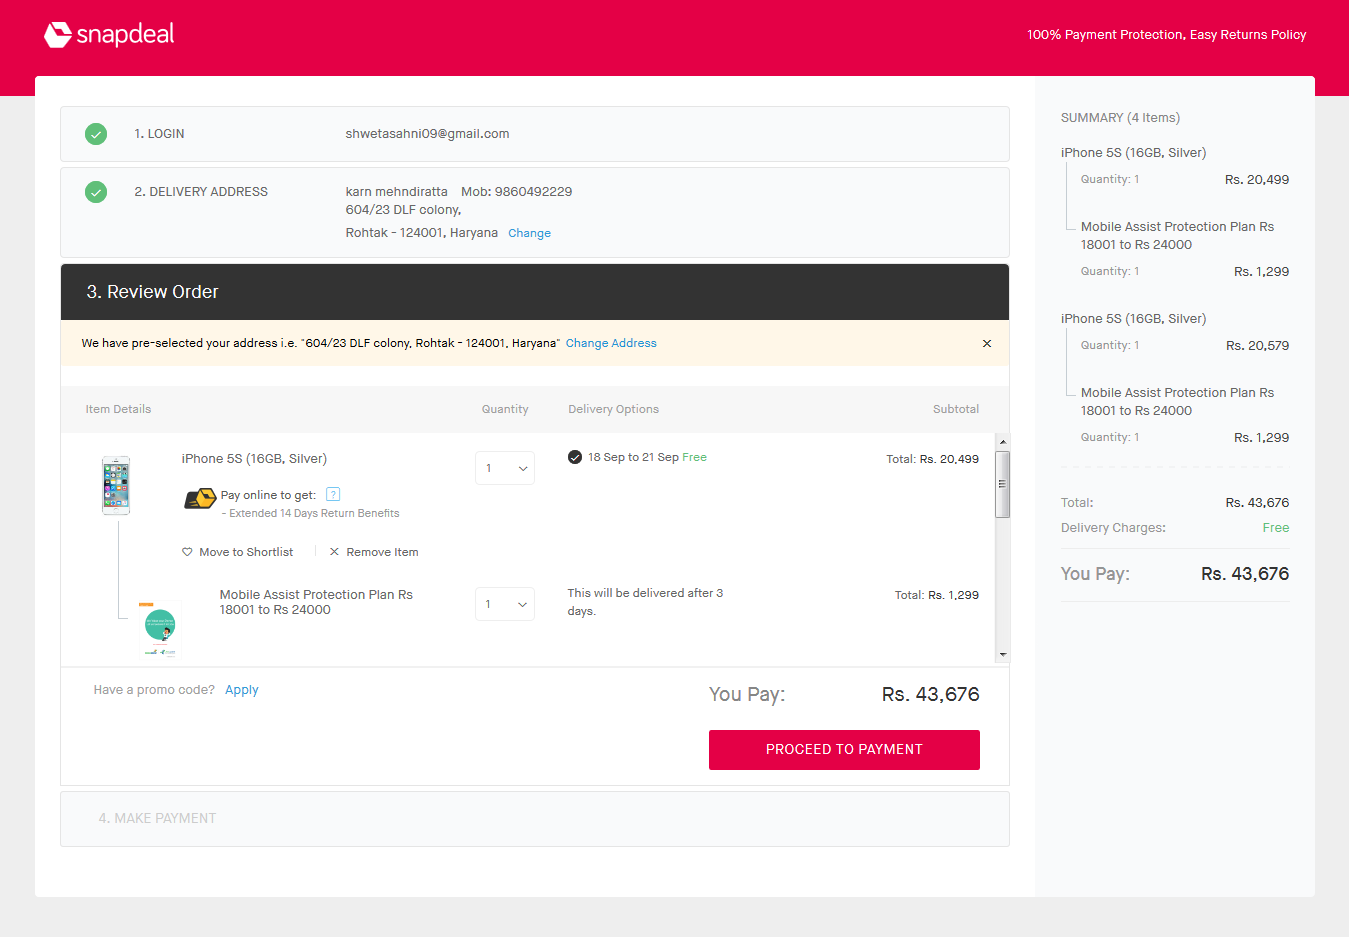 snapdeal
100% Payment Protection, Easy Returns Policy
1. LOGIN
shwetasahni09@gmail.com
2. DELIVERY ADDRESS
karn mehndiratta Mob: 9860492229
604/23 DLF colony,
Rohtak - 124001, Haryana Change
3. Review Order
We have pre-selected your address i.e. "604/23 DLF colony, Rohtak - 124001, Haryana" Change Address
Item Details Quantity Delivery Options Subtotal
iPhone 5S (16GB, Silver)
1
18 Sep to 21 Sep Free
Total: Rs. 20,499
Pay online to get: ?
- Extended 14 Days Return Benefits
Move to Shortlist Remove Item
Mobile Assist Protection Plan Rs
18001 to Rs 24000
1
This will be delivered after 3
days.
Total: Rs. 1,299
Have a promo code? Apply
You Pay: Rs. 43,676
PROCEED TO PAYMENT
4. MAKE PAYMENT
SUMMARY (4 Items)
iPhone 5S (16GB, Silver)
Quantity: 1 Rs. 20,499
Mobile Assist Protection Plan Rs
18001 to Rs 24000
Quantity: 1 Rs. 1,299
iPhone 5S (16GB, Silver)
Quantity: 1 Rs. 20,579
Mobile Assist Protection Plan Rs
18001 to Rs 24000
Quantity: 1 Rs. 1,299
Total: Rs. 43,676
Delivery Charges: Free
You Pay: Rs. 43,676